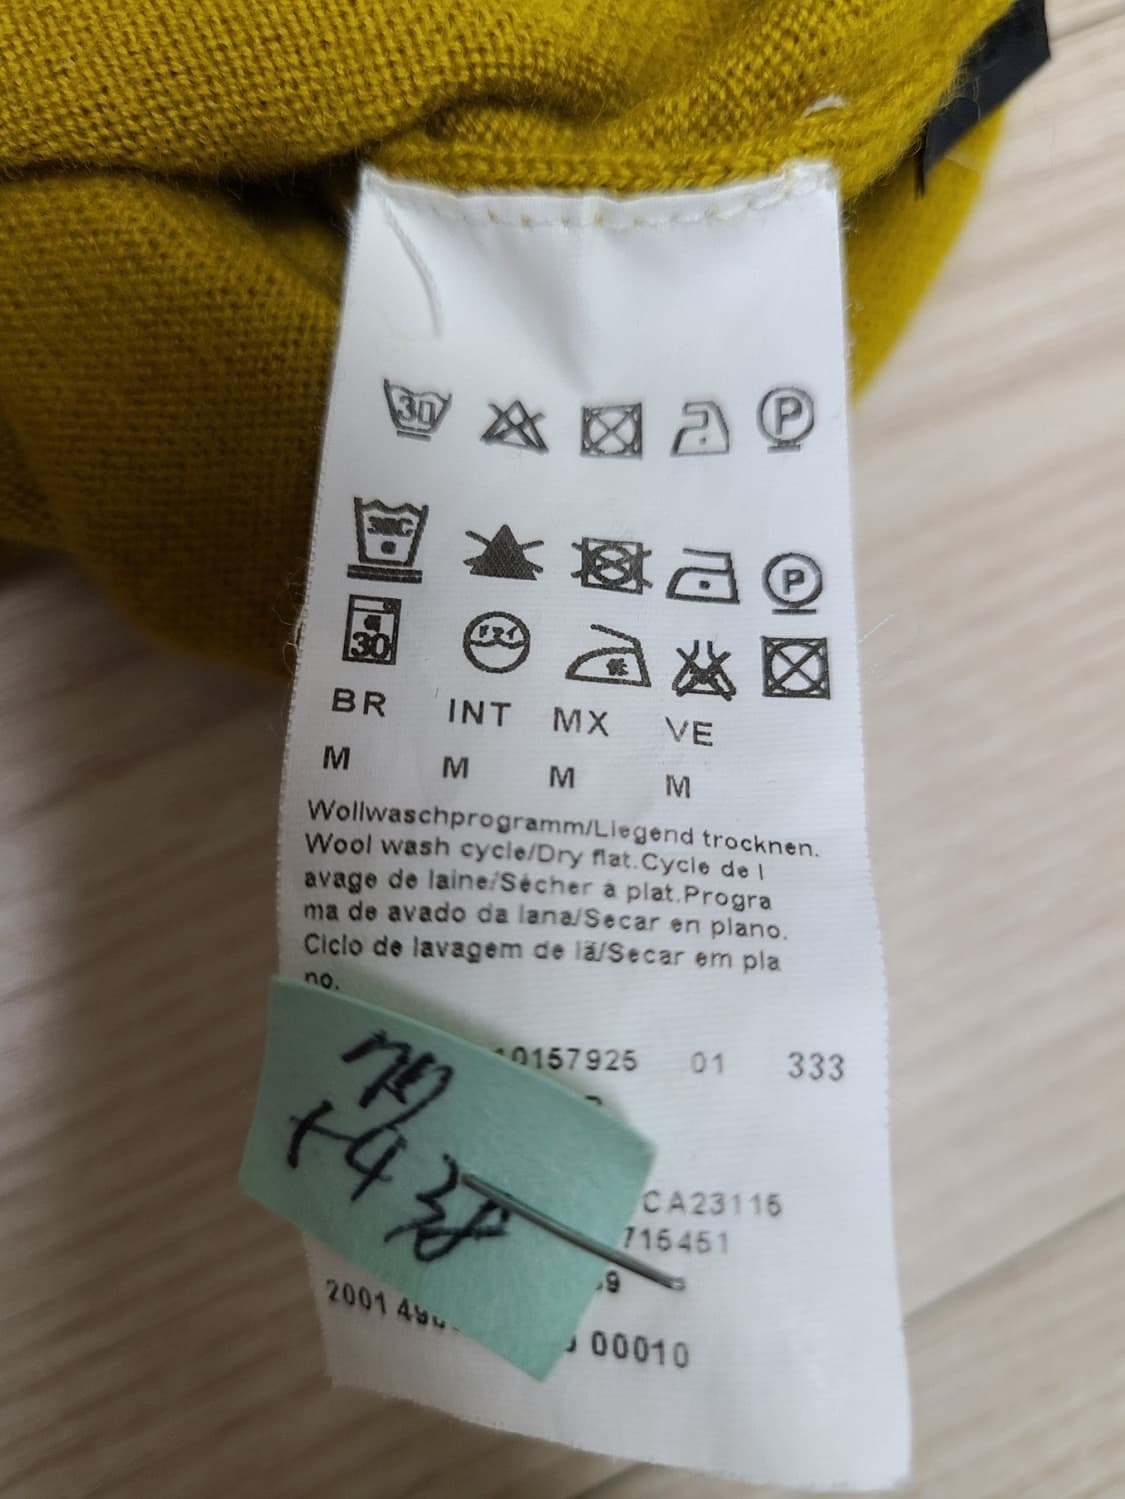 30 P
30C P
30
BR INT MX VE
M M M M
Wollwaschprogramm/Liegend trocknen.
Wool wash cycle/Dry flat.Cycle de l
avage de laine/Sécher à plat.Progra
ma de avado da lana/Secar en plano.
Ciclo de lavagem de lã/Secar em pla
no.
10157925 01 333
CA23115
715451
2001 00010